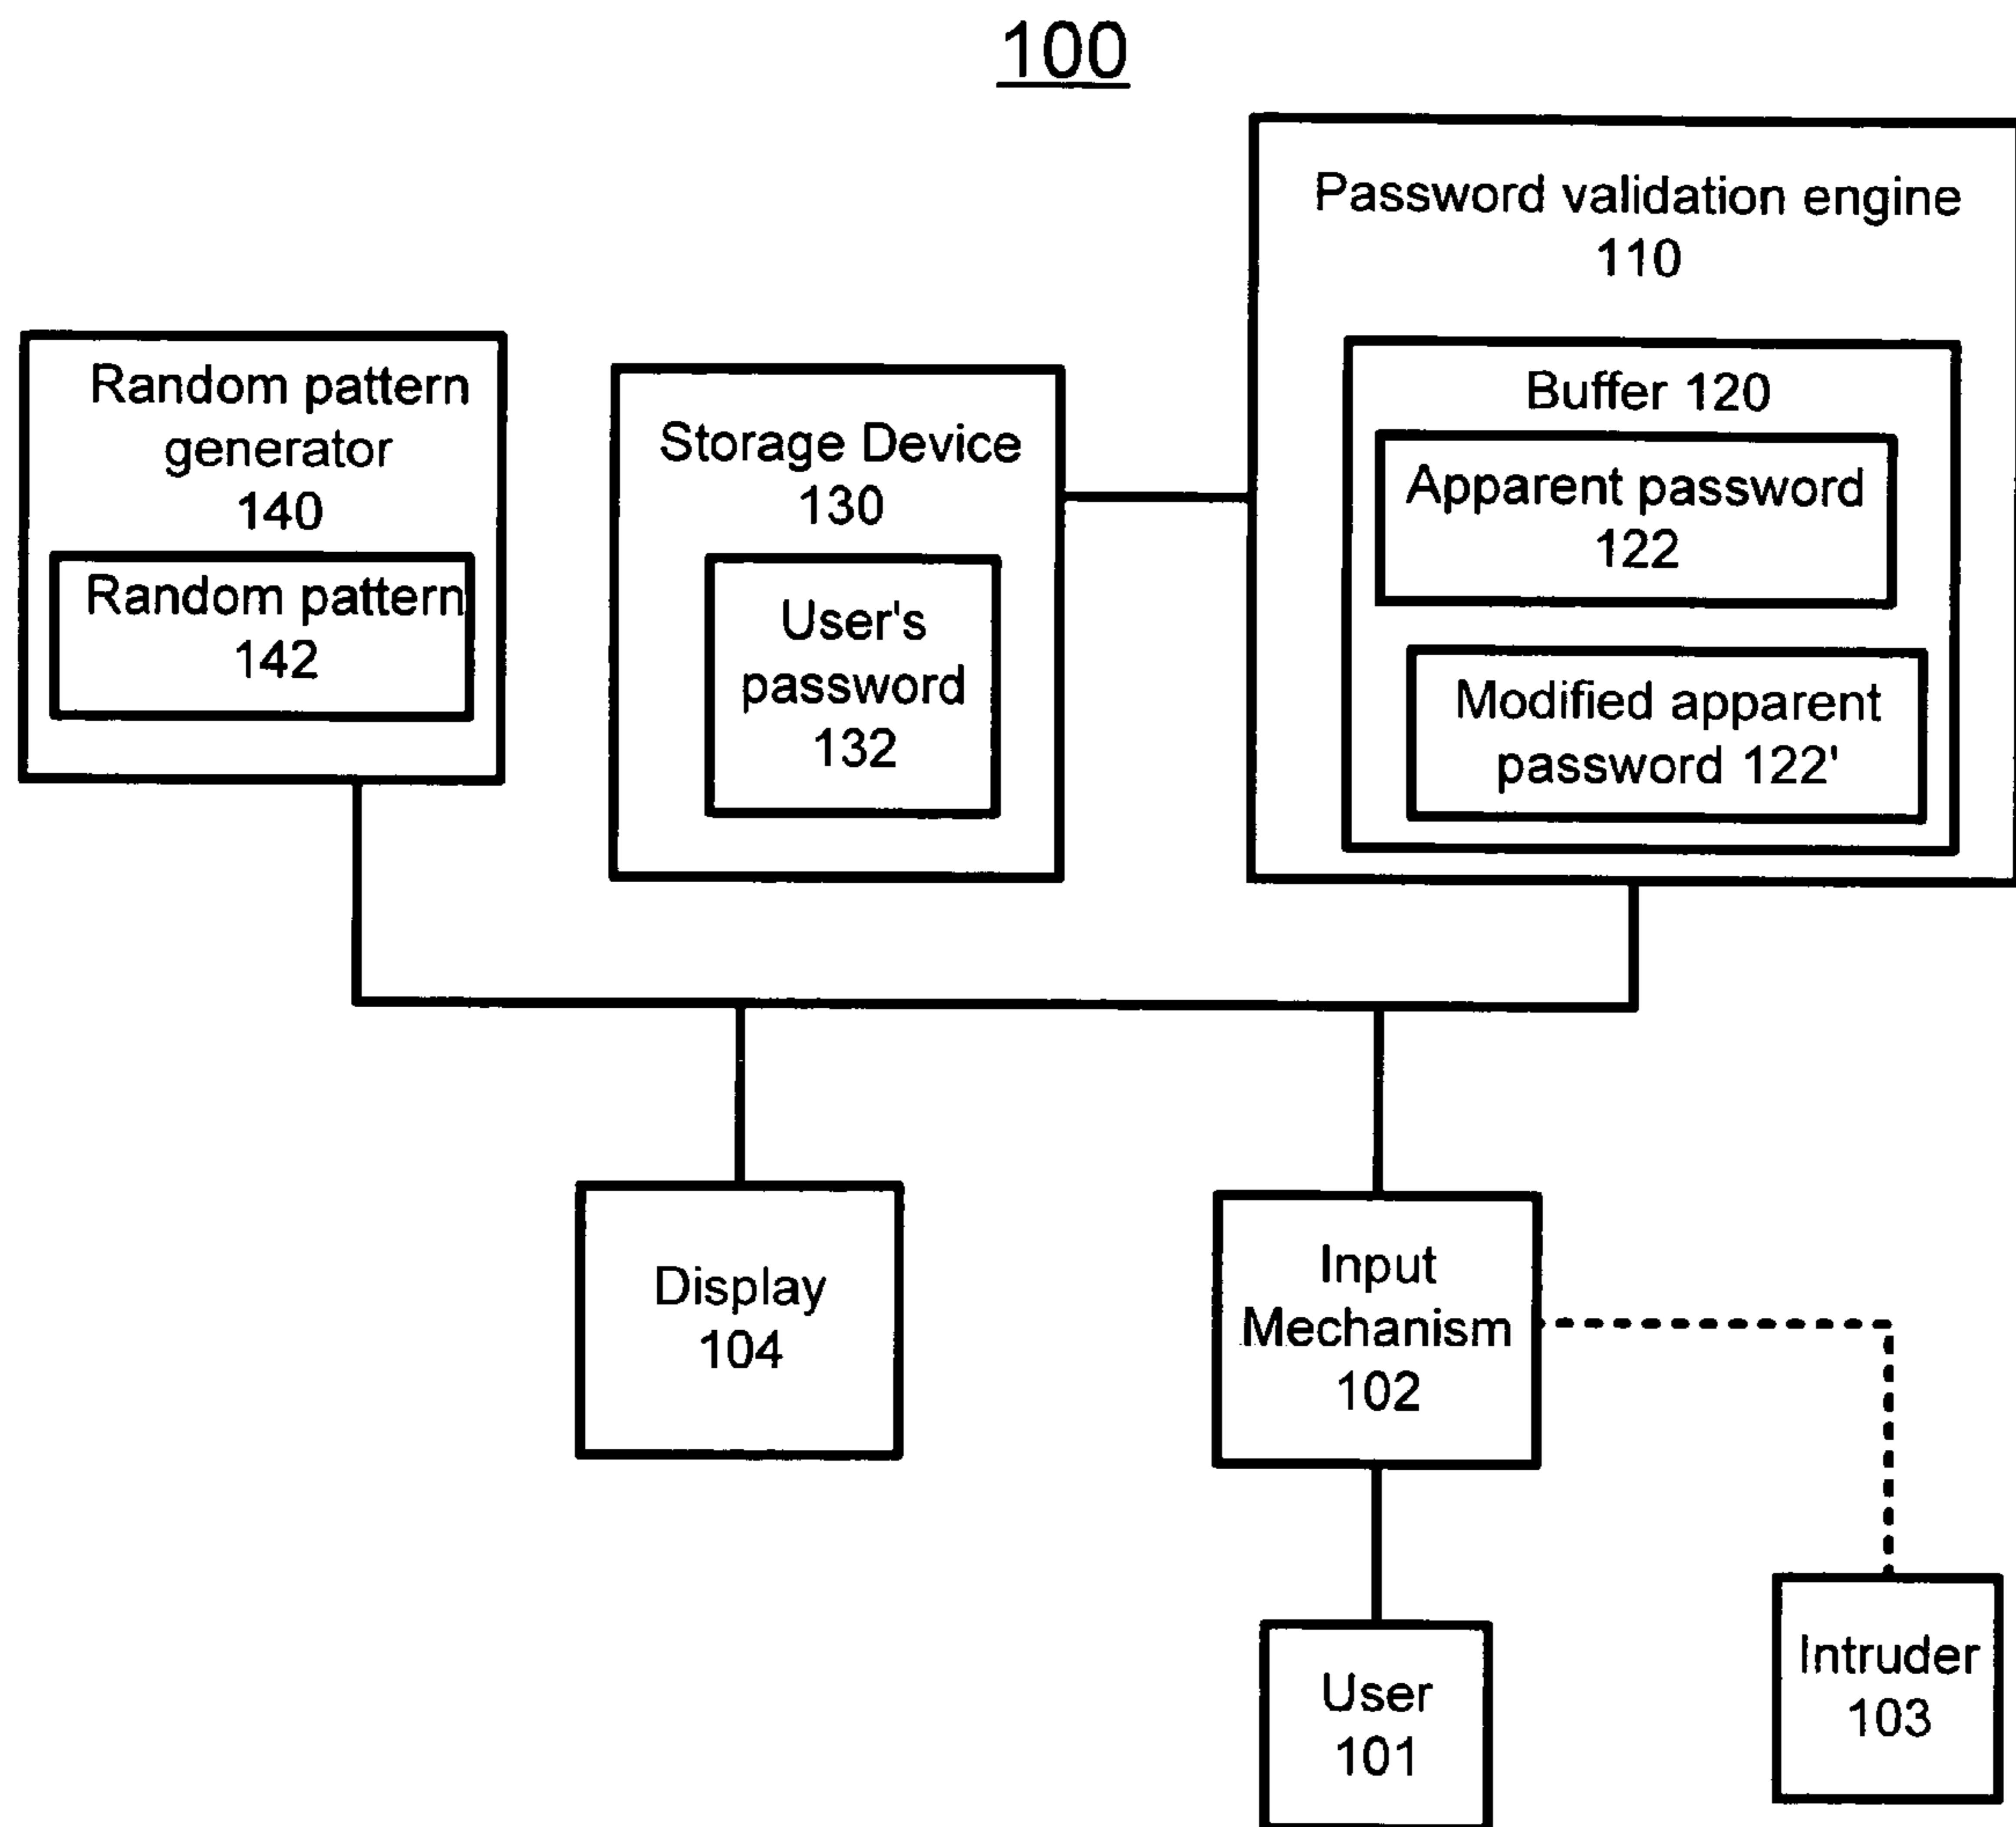 100
Password validation engine
110
Buffer 120
Apparent password
122
Modified apparent
password 122'
Random pattern
generator
140
Random pattern
142
Storage Device
130
User's
password
132
Display
104
Input
Mechanism
102
User
101
Intruder
103